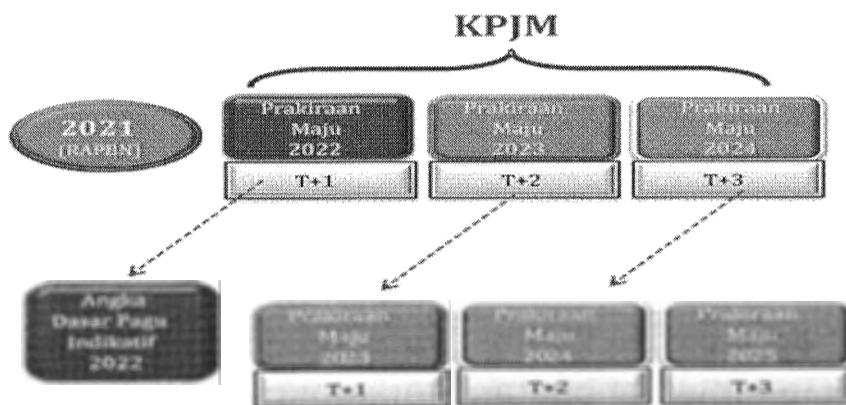 KPJM
2021
(RAPBN)
Prakiraan
Maju
2022
Prakiraan
Maju
2023
Prakiraan
Maju
2024
T+1
T+2
T+3
Angka
Dasar Pagu
Indikatif
2022
Prakiraan
Maju
2023
Prakiraan
Maju
2024
Prakiraan
Maju
2025
T+1
T+2
T+3